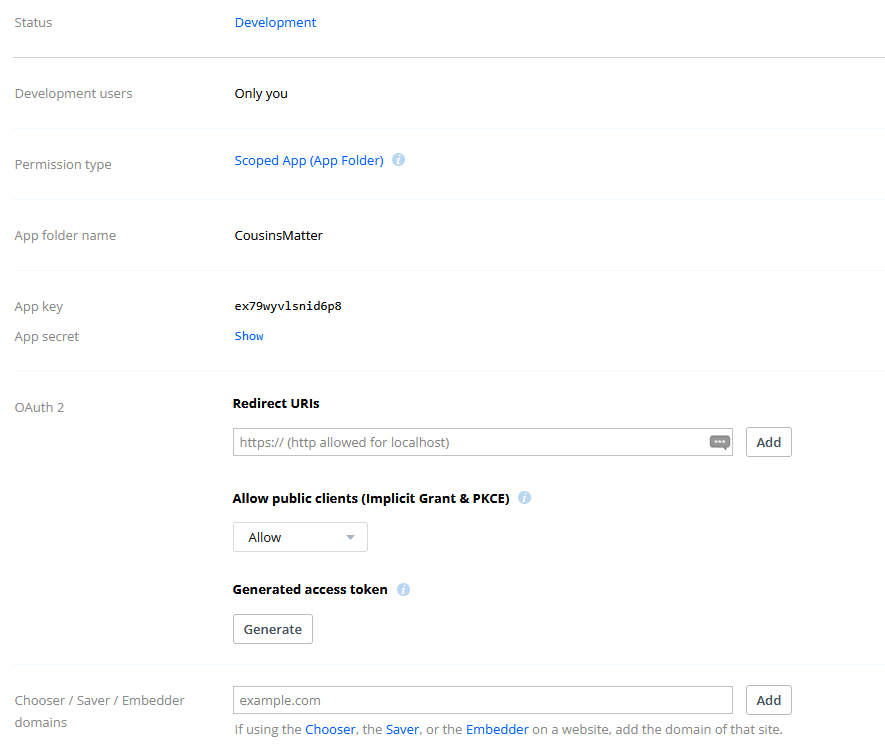 Status Development
Development users Only you
Permission type Scoped App (App Folder) i
App folder name CousinsMatter
App key ex79wyvlsnid6p8
App secret Show
OAuth 2 Redirect URIs
https:// (http allowed for localhost) Add
Allow public clients (Implicit Grant & PKCE) i
Allow
Generated access token i
Generate
Chooser / Saver / Embedder domains example.com Add
If using the Chooser, the Saver, or the Embedder on a website, add the domain of that site.